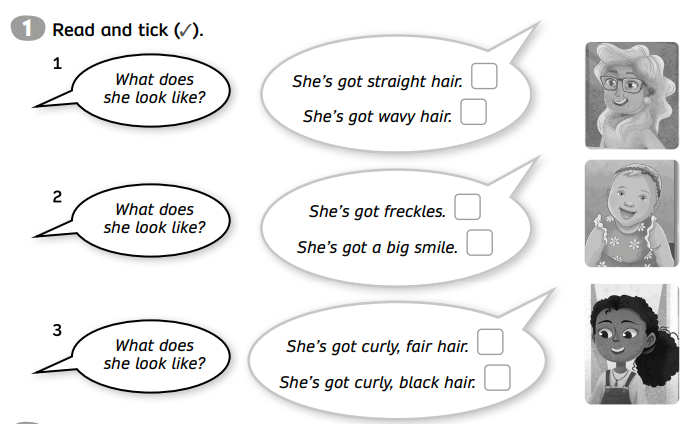 1 Read and tick (✓).
1
What does
she look like?
She's got straight hair.
She's got wavy hair.
2
What does
she look like?
She's got freckles.
She's got a big smile.
3
What does
she look like?
She's got curly, fair hair.
She's got curly, black hair.